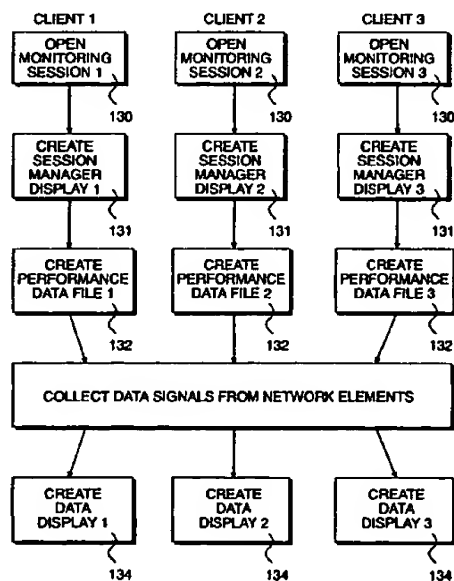 CLIENT 1
CLIENT 2
CLIENT 3
OPEN
MONITORING
SESSION 1
130
OPEN
MONITORING
SESSION 2
130
OPEN
MONITORING
SESSION 3
130
CREATE
SESSION
MANAGER
DISPLAY 1
131
CREATE
SESSION
MANAGER
DISPLAY 2
131
CREATE
SESSION
MANAGER
DISPLAY 3
131
CREATE
PERFORMANCE
DATA FILE 1
132
CREATE
PERFORMANCE
DATA FILE 2
132
CREATE
PERFORMANCE
DATA FILE 3
132
COLLECT DATA SIGNALS FROM NETWORK ELEMENTS
CREATE
DATA
DISPLAY 1
134
CREATE
DATA
DISPLAY 2
134
CREATE
DATA
DISPLAY 3
134